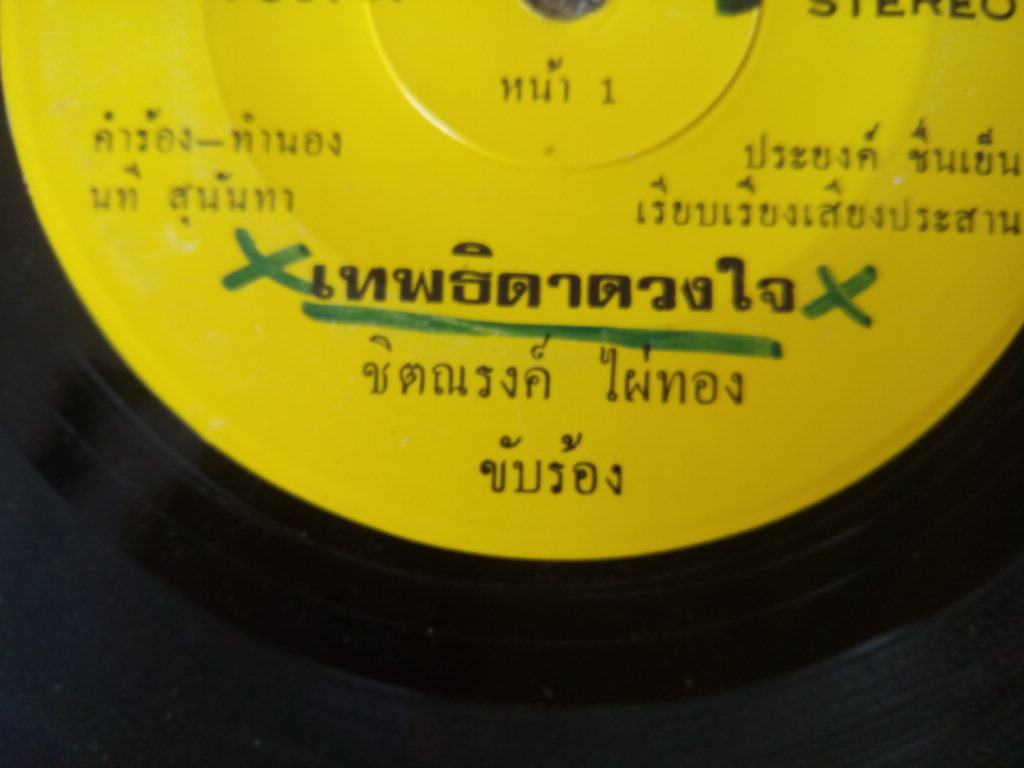 STEREO
หน้า 1
คำร้อง–ทำนอง
นที สุนันทา
ประยงค์ ชื่นเย็น
เรียบเรียงเสียงประสาน
เทพธิดาดวงใจ
ชิตณรงค์ ไผ่ทอง
ขับร้อง